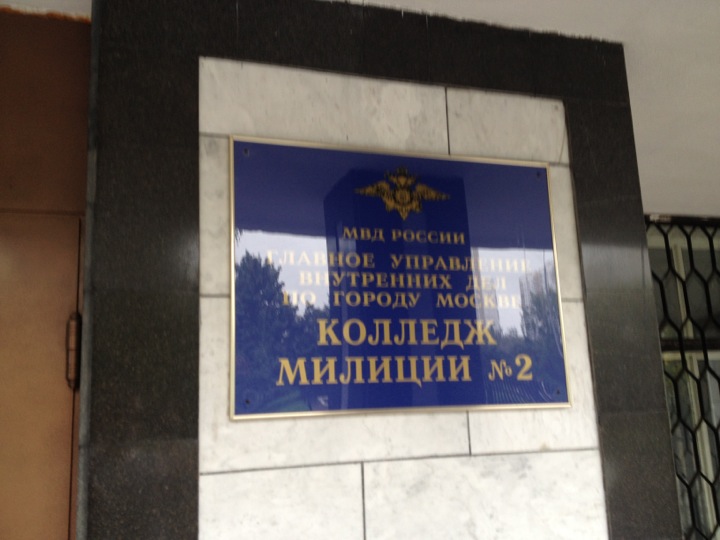 МВД РОССИИ
ГЛАВНОЕ УПРАВЛЕНИЕ
ВНУТРЕННИХ ДЕЛ
ПО ГОРОДУ МОСКВЕ
КОЛЛЕДЖ
МИЛИЦИИ №2